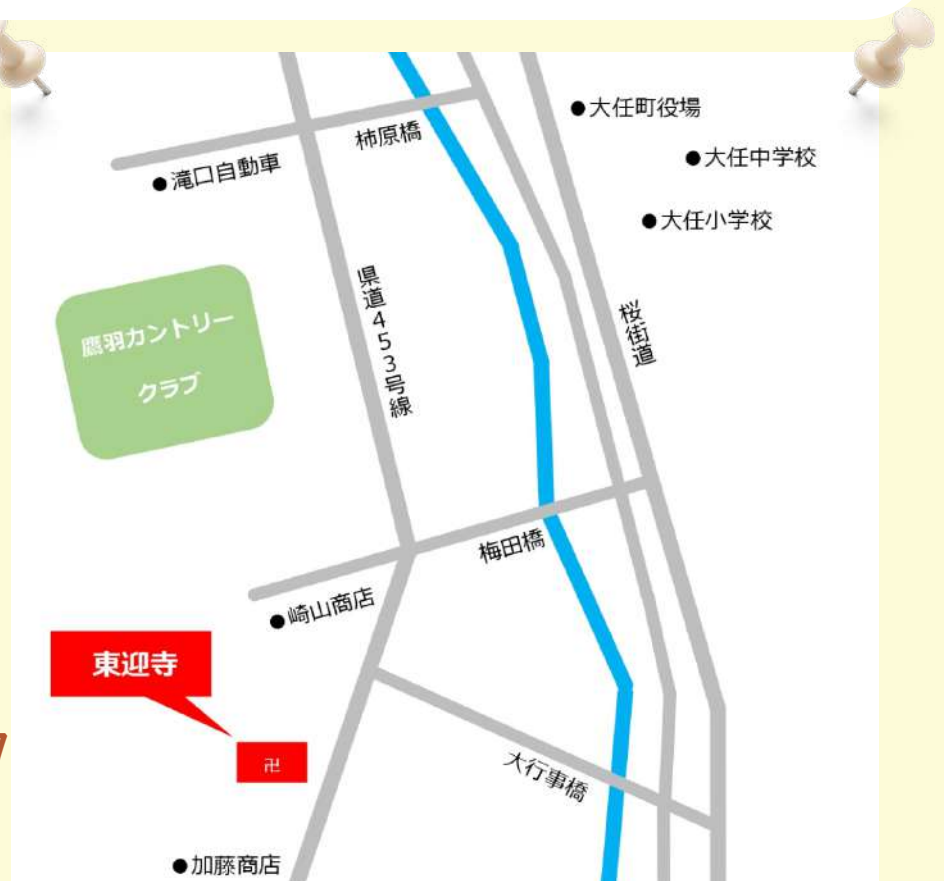 大任町役場
柿原橋
大任中学校
滝口自動車
大任小学校
県道453号線
桜街道
鷹羽カントリー
クラブ
梅田橋
崎山商店
東迎寺
卍
大行事橋
加藤商店